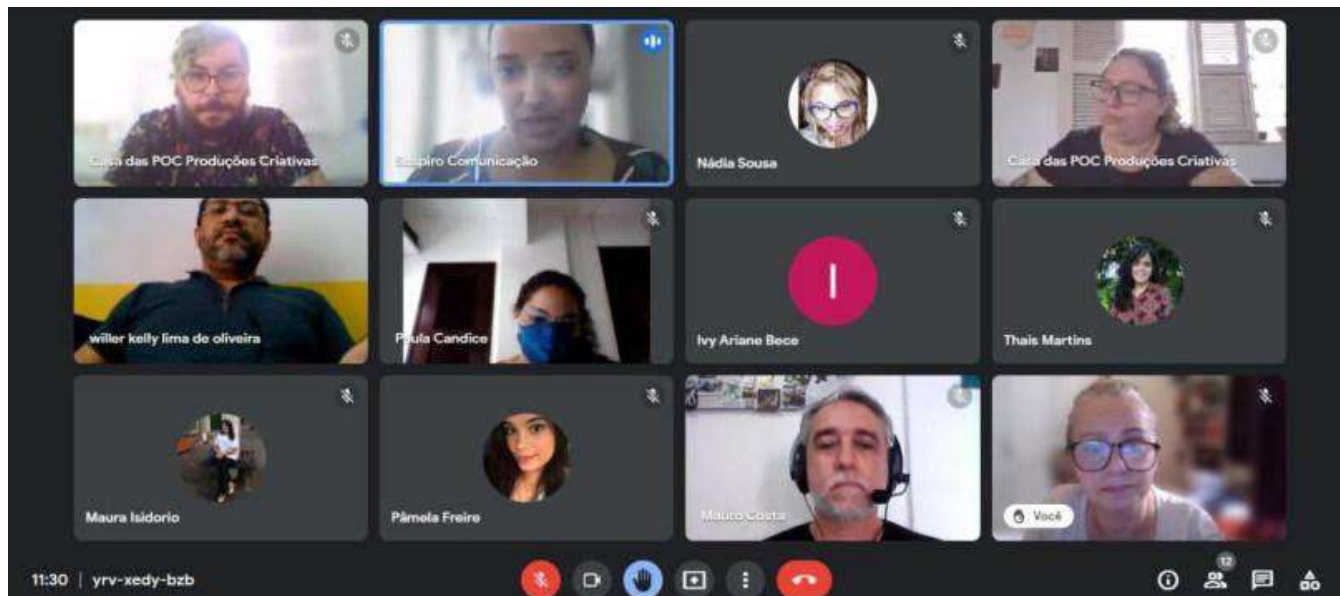 Casa das POC Produções Criativas
Comunicação
Nádia Sousa
Casa das POC Produções Criativas
willer kelly lima de oliveira
Paula Candice
I
Ivy Ariane Bece
Thais Martins
Maura Isidorio
Pâmela Freire
Mauro Costa
Você
11:30 | yrv-xedy-bzb
12